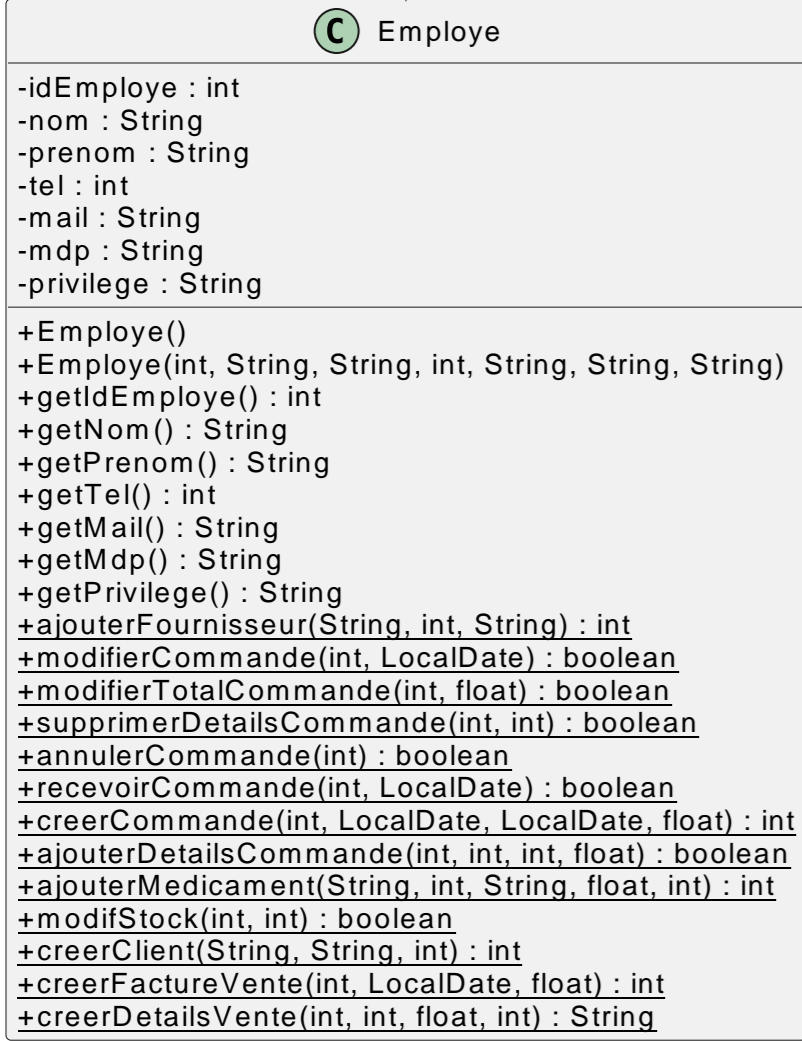 C Employe
-idEmploye : int
-nom : String
-prenom : String
-tel : int
-mail : String
-mdp : String
-privilege : String
+Employe()
+Employe(int, String, String, int, String, String, String)
+getIdEmploye() : int
+getNom() : String
+getPrenom() : String
+getTel() : int
+getMail() : String
+getMdp() : String
+getPrivilege() : String
+ajouterFournisseur(String, int, String) : int
+modifierCommande(int, LocalDate) : boolean
+modifierTotalCommande(int, float) : boolean
+supprimerDetailsCommande(int, int) : boolean
+annulerCommande(int) : boolean
+recevoirCommande(int, LocalDate) : boolean
+creerCommande(int, LocalDate, LocalDate, float) : int
+ajouterDetailsCommande(int, int, int, float) : boolean
+ajouterMedicament(String, int, String, float, int) : int
+modifStock(int, int) : boolean
+creerClient(String, String, int) : int
+creerFactureVente(int, LocalDate, float) : int
+creerDetailsVente(int, int, float, int) : String